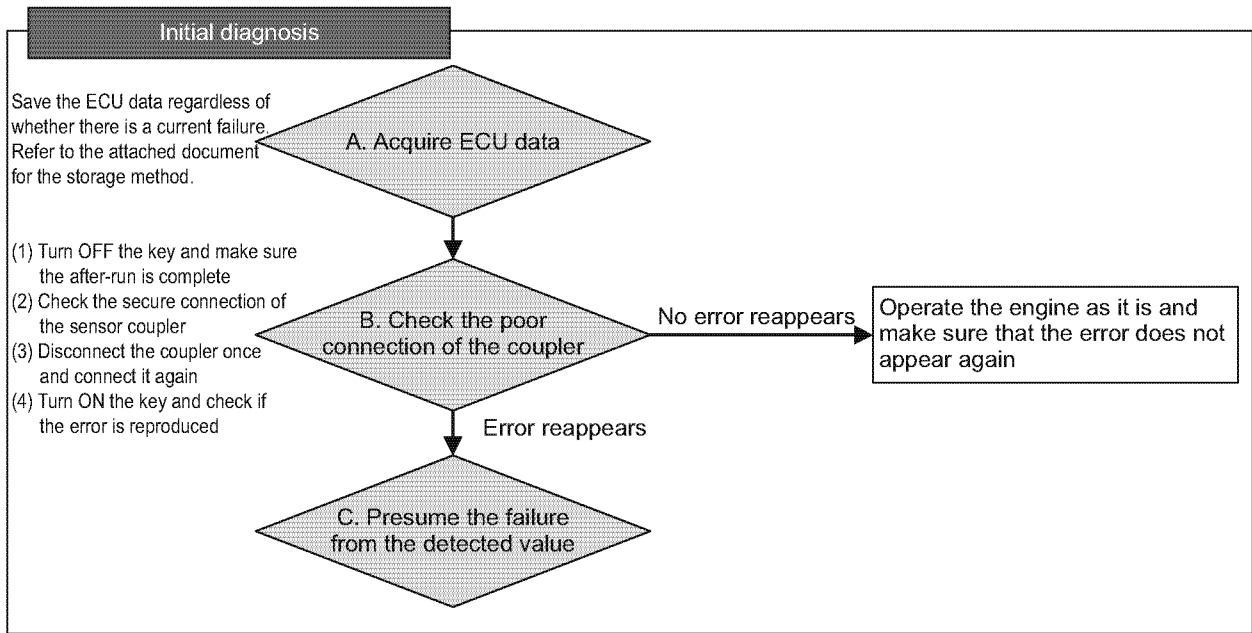 Initial diagnosis
Save the ECU data regardless of
whether there is a current failure.
Refer to the attached document
for the storage method.
A. Acquire ECU data
(1) Turn OFF the key and make sure
the after-run is complete
(2) Check the secure connection of
the sensor coupler
(3) Disconnect the coupler once
and connect it again
(4) Turn ON the key and check if
the error is reproduced
B. Check the poor
connection of the coupler
No error reappears
Operate the engine as it is and
make sure that the error does not
appear again
Error reappears
C. Presume the failure
from the detected value